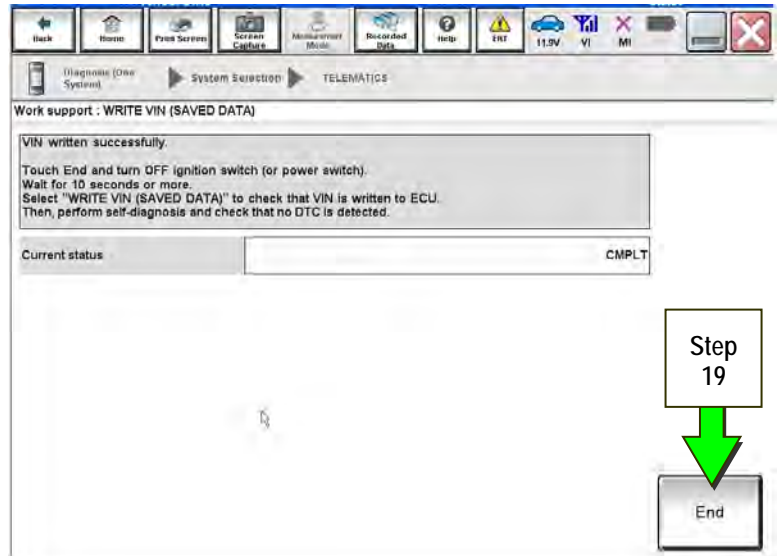 Back
Home
Print Screen
Screen Capture
Measurement Mode
Recorded Data
Help
ERT
11.9V
VI
MI
Diagnosis (One System)
System Selection
TELEMATICS
Work support : WRITE VIN (SAVED DATA)
VIN written successfully.
Touch End and turn OFF ignition switch (or power switch).
Wait for 10 seconds or more.
Select "WRITE VIN (SAVED DATA)" to check that VIN is written to ECU.
Then, perform self-diagnosis and check that no DTC is detected.
Current status
CMPLT
Step
19
End